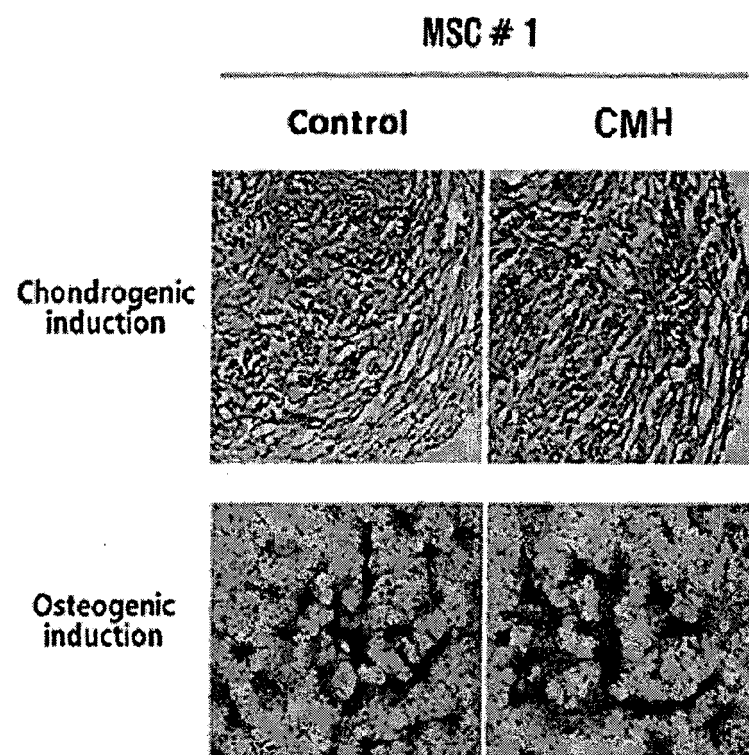 MSC # 1
Control CMH
Chondrogenic
induction
Osteogenic
induction